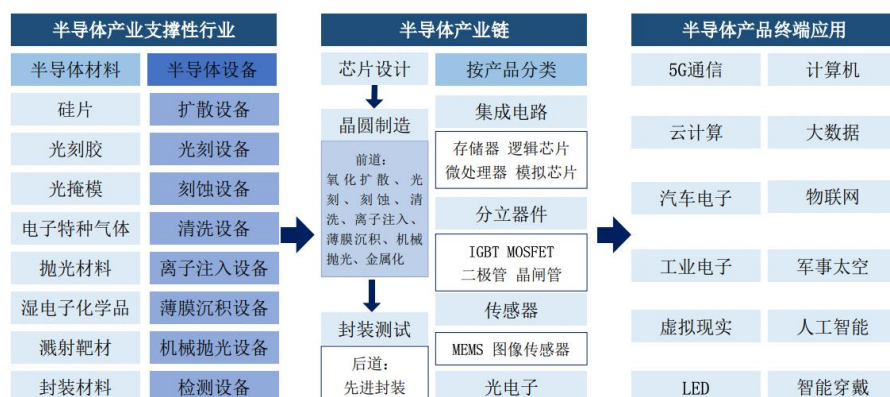 半导体产业支撑性行业
半导体材料
半导体设备
硅片
扩散设备
光刻胶
光刻设备
光掩模
刻蚀设备
电子特种气体
清洗设备
抛光材料
离子注入设备
湿电子化学品
薄膜沉积设备
溅射靶材
机械抛光设备
封装材料
检测设备
半导体产业链
芯片设计
晶圆制造
前道：
氧化扩散、光
刻、刻蚀、清
洗、离子注入、
薄膜沉积、机械
抛光、金属化
封装测试
后道：
先进封装
按产品分类
集成电路
存储器 逻辑芯片
微处理器 模拟芯片
分立器件
IGBT MOSFET
二极管 晶闸管
传感器
MEMS 图像传感器
光电子
半导体产品终端应用
5G通信
计算机
云计算
大数据
汽车电子
物联网
工业电子
军事太空
虚拟现实
人工智能
LED
智能穿戴